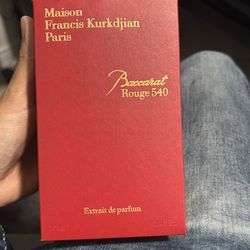 Maison
Francis Kurkdjian
Paris
Baccarat
Rouge 540
Extrait de parfum